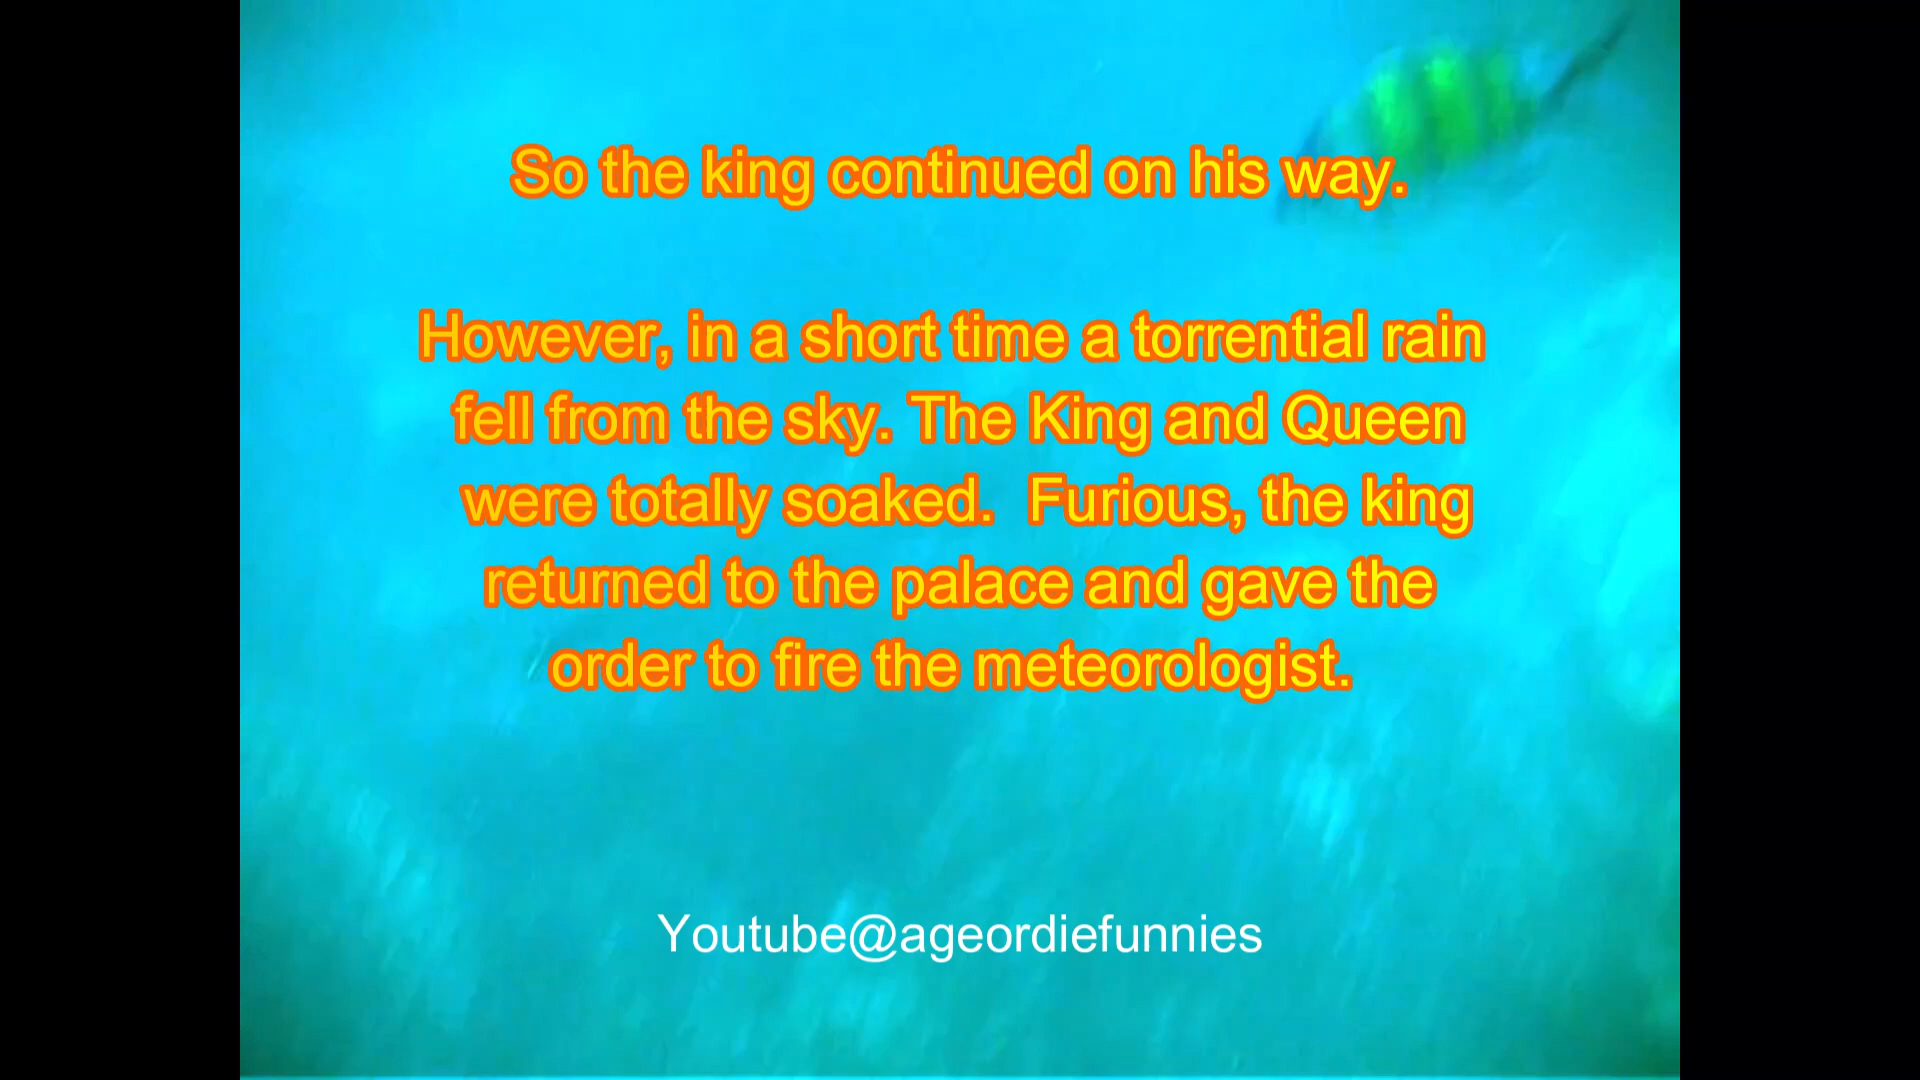 So the king continued on his way.
However, in a short time a torrential rain
fell from the sky. The King and Queen
were totally soaked.  Furious, the king
returned to the palace and gave the
order to fire the meteorologist.
Youtube@ageordiefunnies